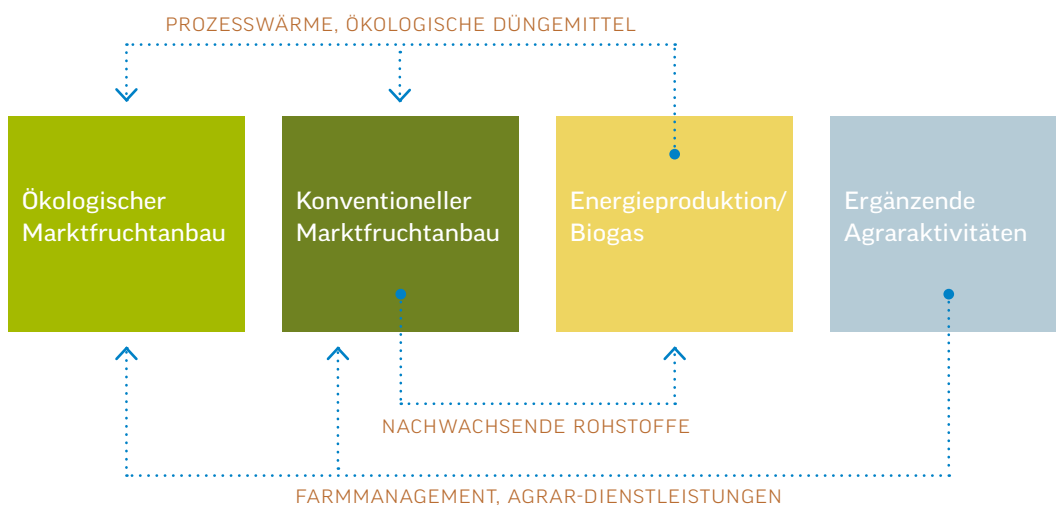 PROZESSWÄRME, ÖKOLOGISCHE DÜNGEMITTEL
Ökologischer
Marktfruchtanbau
Konventioneller
Marktfruchtanbau
Energieproduktion/
Biogas
Ergänzende
Agraraktivitäten
NACHWACHSENDE ROHSTOFFE
FARMMANAGEMENT, AGRAR-DIENSTLEISTUNGEN